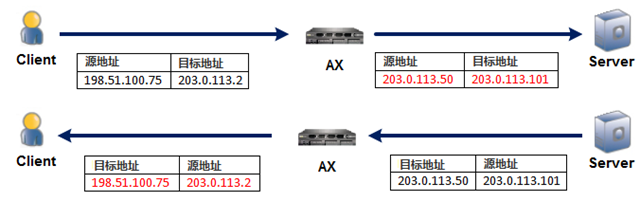 Client
AX
Server
源地址 目标地址
198.51.100.75 203.0.113.2
源地址 目标地址
203.0.113.50 203.0.113.101
Client
AX
Server
目标地址 源地址
198.51.100.75 203.0.113.2
目标地址 源地址
203.0.113.50 203.0.113.101